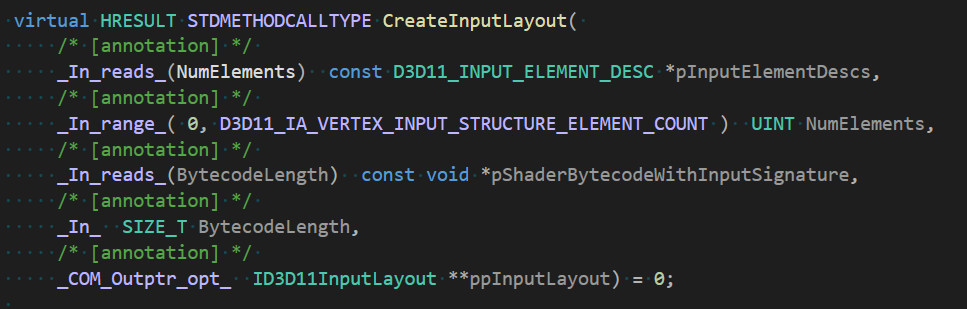 virtual HRESULT STDMETHODCALLTYPE CreateInputLayout(
/* [annotation] */
_In_reads_(NumElements)  const D3D11_INPUT_ELEMENT_DESC *pInputElementDescs,
/* [annotation] */
_In_range_( 0, D3D11_IA_VERTEX_INPUT_STRUCTURE_ELEMENT_COUNT )  UINT NumElements,
/* [annotation] */
_In_reads_(BytecodeLength)  const void *pShaderBytecodeWithInputSignature,
/* [annotation] */
_In_  SIZE_T BytecodeLength,
/* [annotation] */
_COM_Outptr_opt_  ID3D11InputLayout **ppInputLayout) = 0;